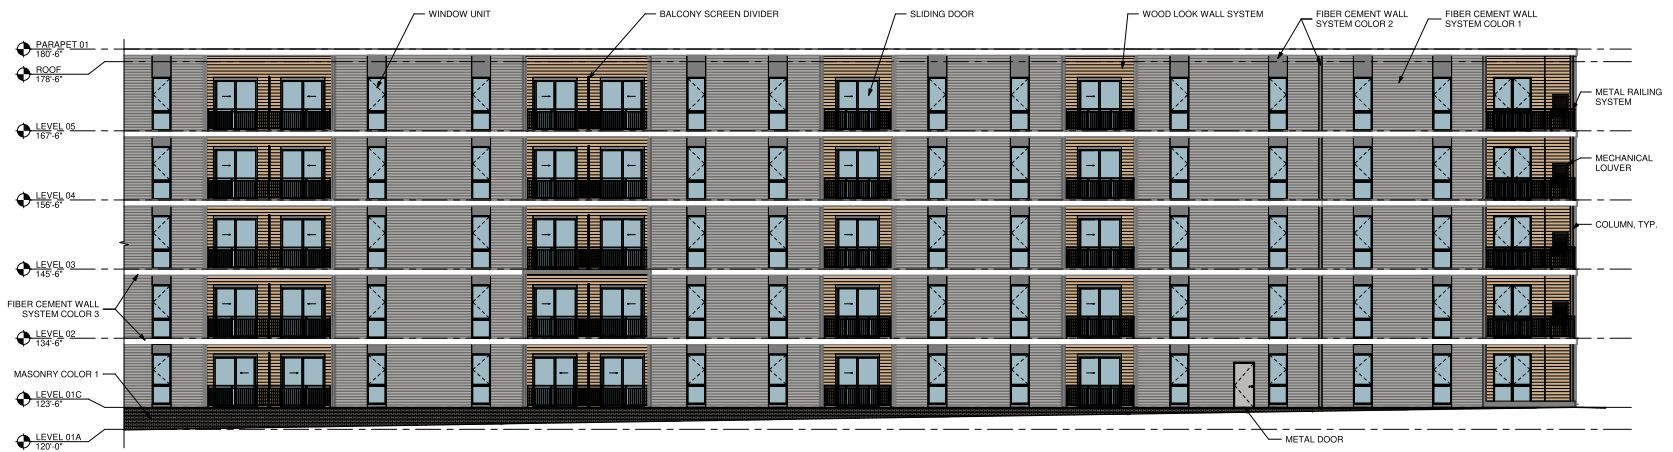 WINDOW UNIT
BALCONY SCREEN DIVIDER
SLIDING DOOR
WOOD LOOK WALL SYSTEM
FIBER CEMENT WALL
SYSTEM COLOR 2
FIBER CEMENT WALL
SYSTEM COLOR 1
PARAPET 01
180'-6"
ROOF
178'-6"
METAL RAILING
SYSTEM
LEVEL 05
167'-6"
MECHANICAL
LOUVER
LEVEL 04
156'-6"
COLUMN, TYP.
LEVEL 03
145'-6"
FIBER CEMENT WALL
SYSTEM COLOR 3
LEVEL 02
134'-6"
MASONRY COLOR 1
LEVEL 01C
123'-6"
LEVEL 01A
120'-0"
METAL DOOR